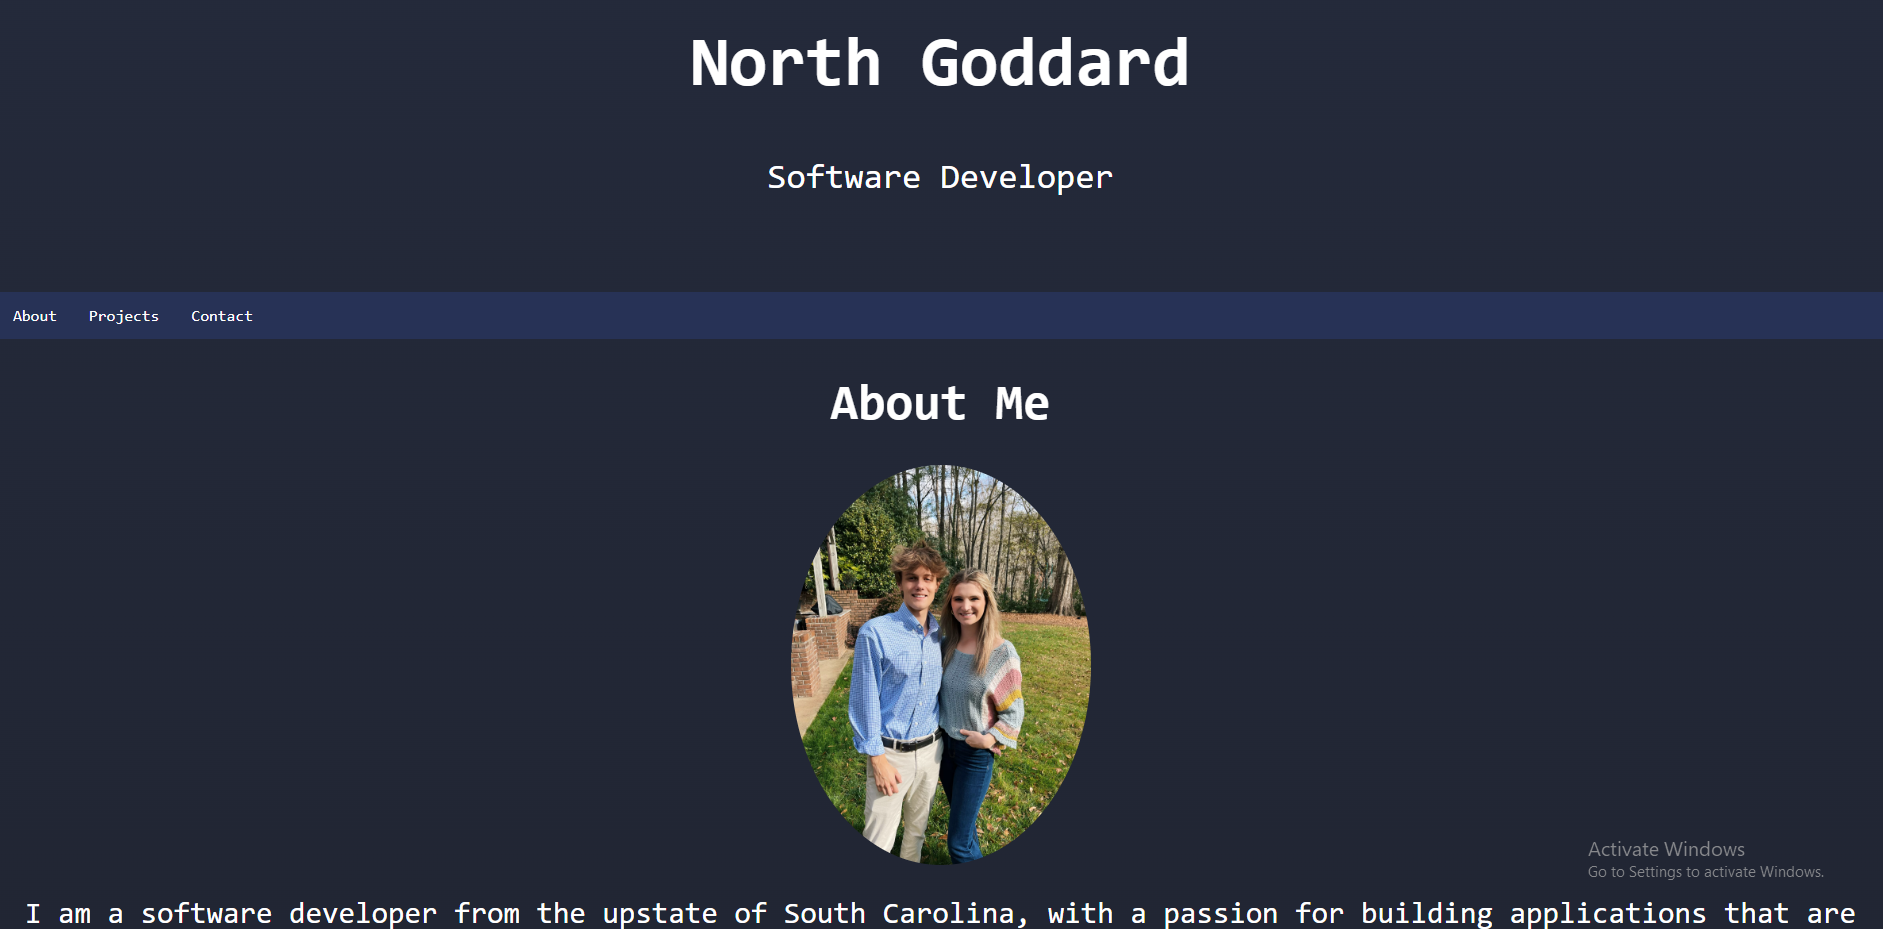 North Goddard
Software Developer
About Projects Contact
About Me
Activate Windows
Go to Settings to activate Windows.
I am a software developer from the upstate of South Carolina, with a passion for building applications that are